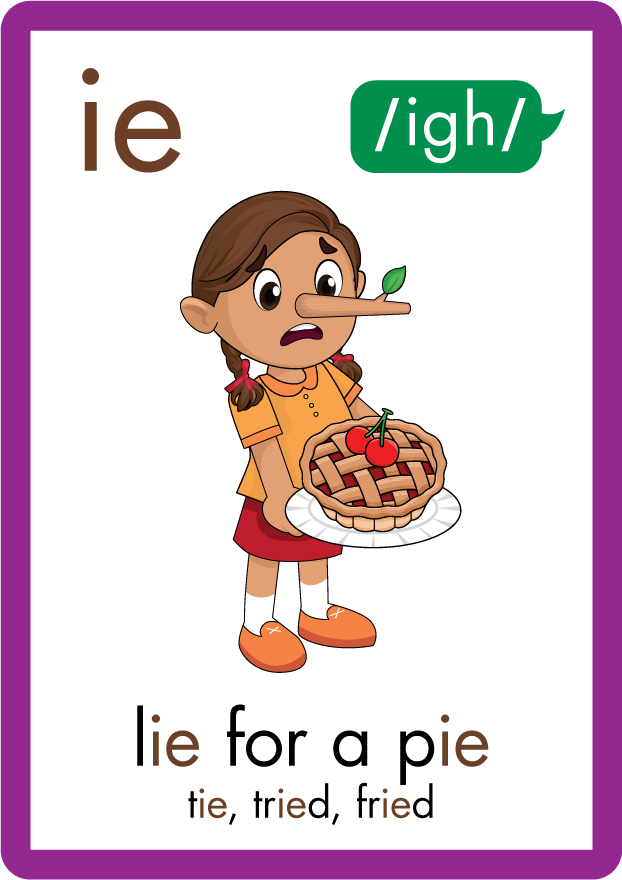 ie
/igh/
lie for a pie
tie, tried, fried